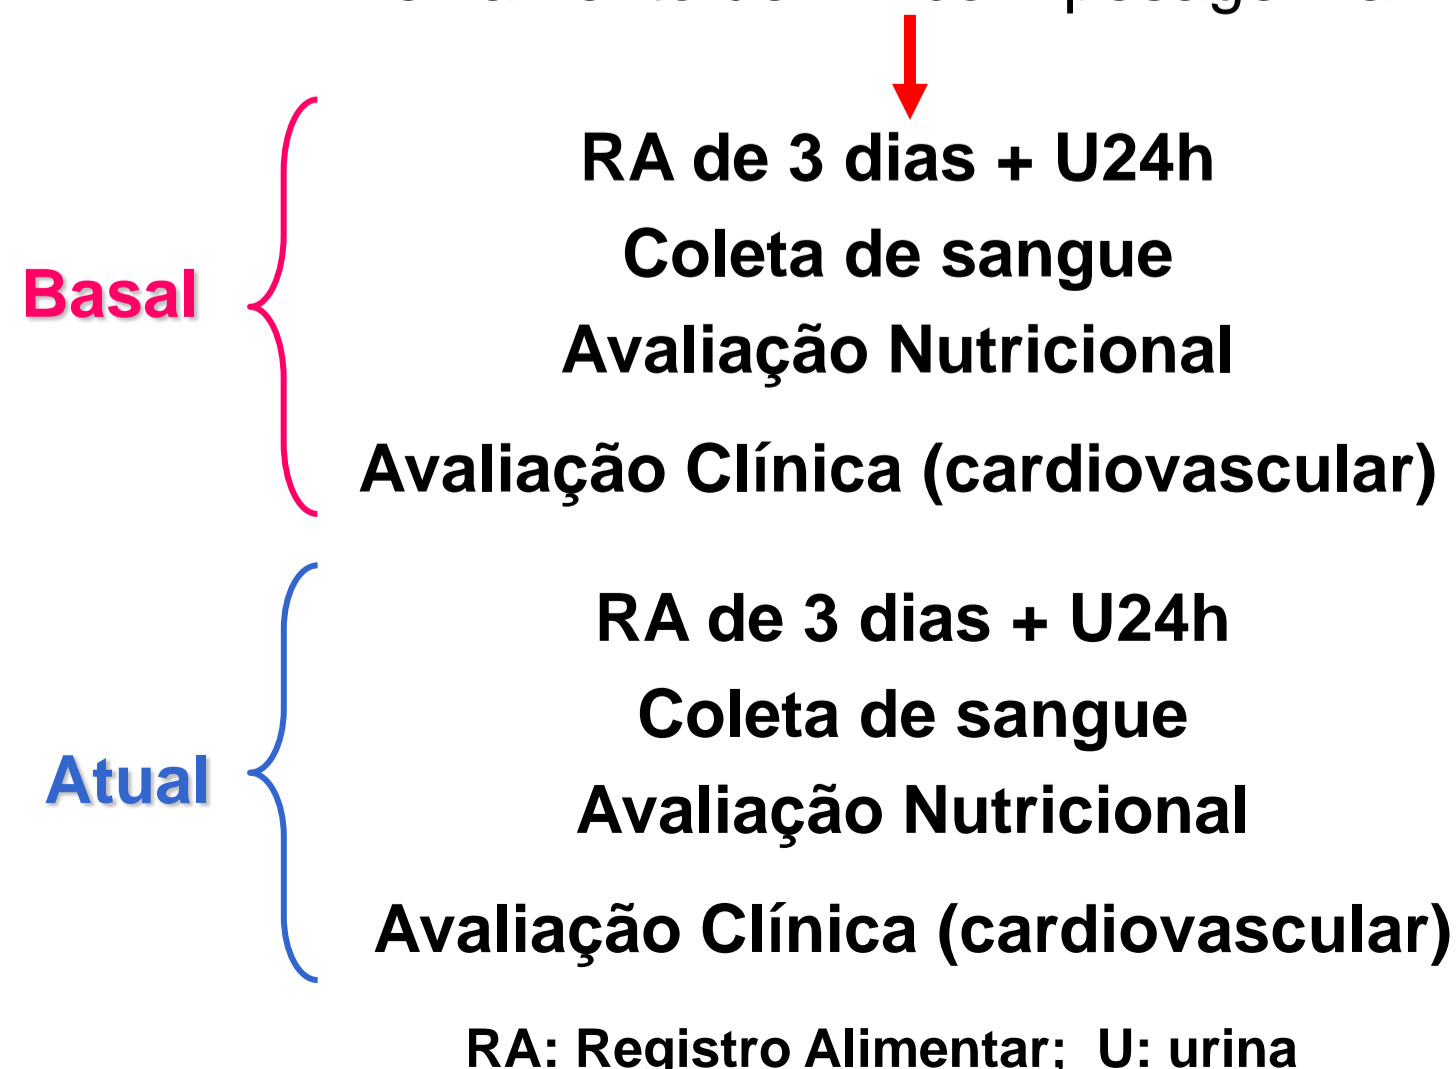 RA de 3 dias + U24h
Coleta de sangue
Basal
Avaliação Nutricional
Avaliação Clínica (cardiovascular)
RA de 3 dias + U24h
Coleta de sangue
Atual
Avaliação Nutricional
Avaliação Clínica (cardiovascular)
RA: Registro Alimentar; U: urina